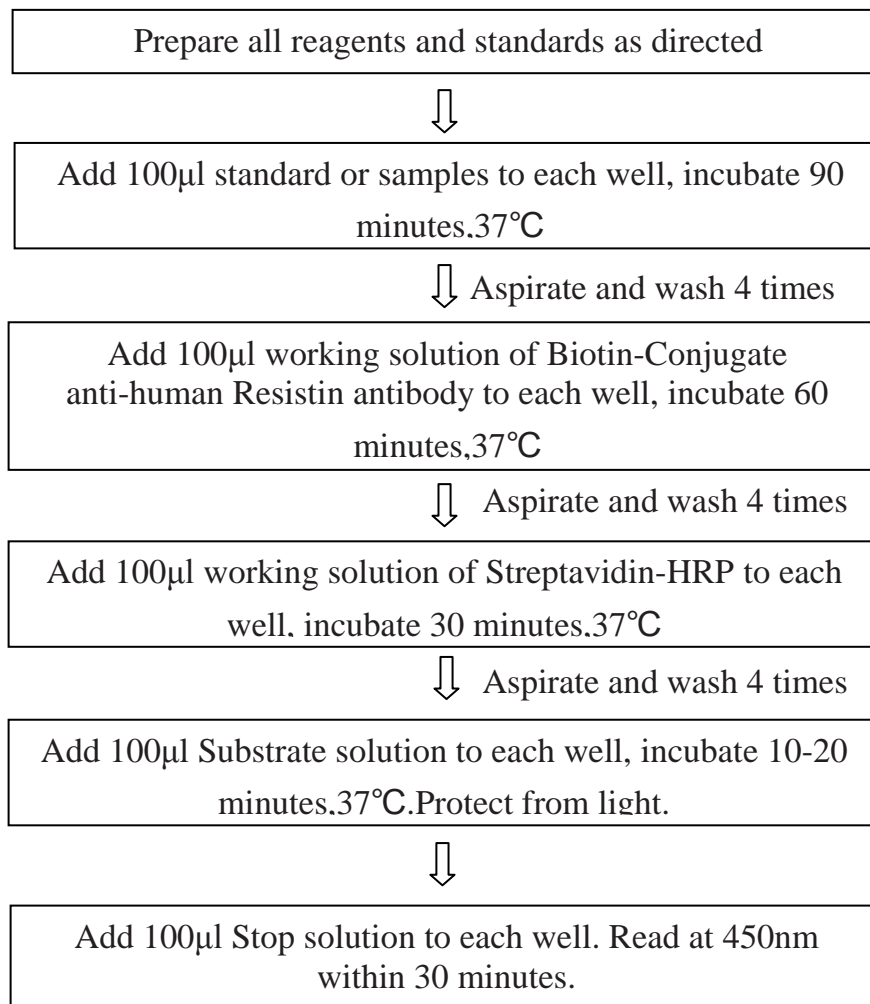 Prepare all reagents and standards as directed
Add 100μl standard or samples to each well, incubate 90
minutes,37℃
Aspirate and wash 4 times
Add 100μl working solution of Biotin-Conjugate
anti-human Resistin antibody to each well, incubate 60
minutes,37℃
Aspirate and wash 4 times
Add 100μl working solution of Streptavidin-HRP to each
well, incubate 30 minutes,37℃
Aspirate and wash 4 times
Add 100μl Substrate solution to each well, incubate 10-20
minutes,37℃.Protect from light.
Add 100μl Stop solution to each well. Read at 450nm
within 30 minutes.